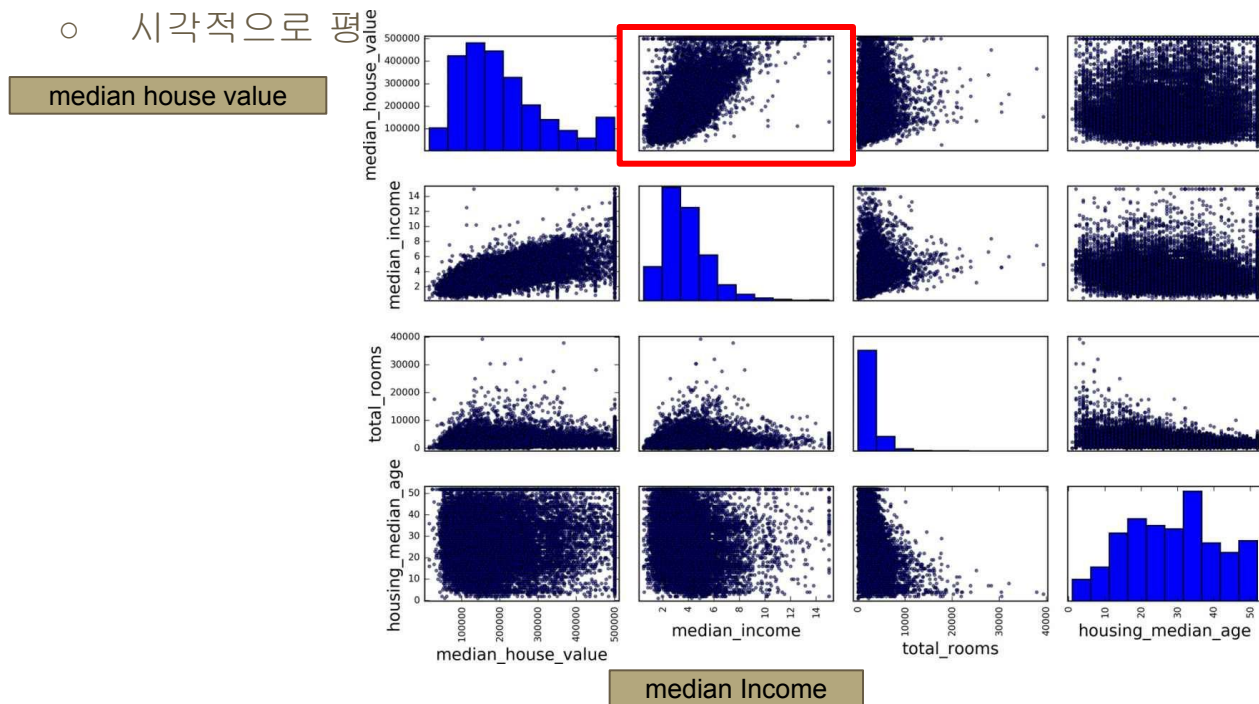 ○ 시각적으로 평
median house value
median_house_value
500000
400000
300000
200000
100000
median_income
14
12
10
8
6
4
2
total_rooms
40000
30000
20000
10000
0
housing_median_age
50
40
30
20
10
0
100000 200000 300000 400000 500000
median_house_value
2 4 6 8 10 12 14
median_income
0 10000 20000 30000 40000
total_rooms
0 10 20 30 40 50
housing_median_age
median Income